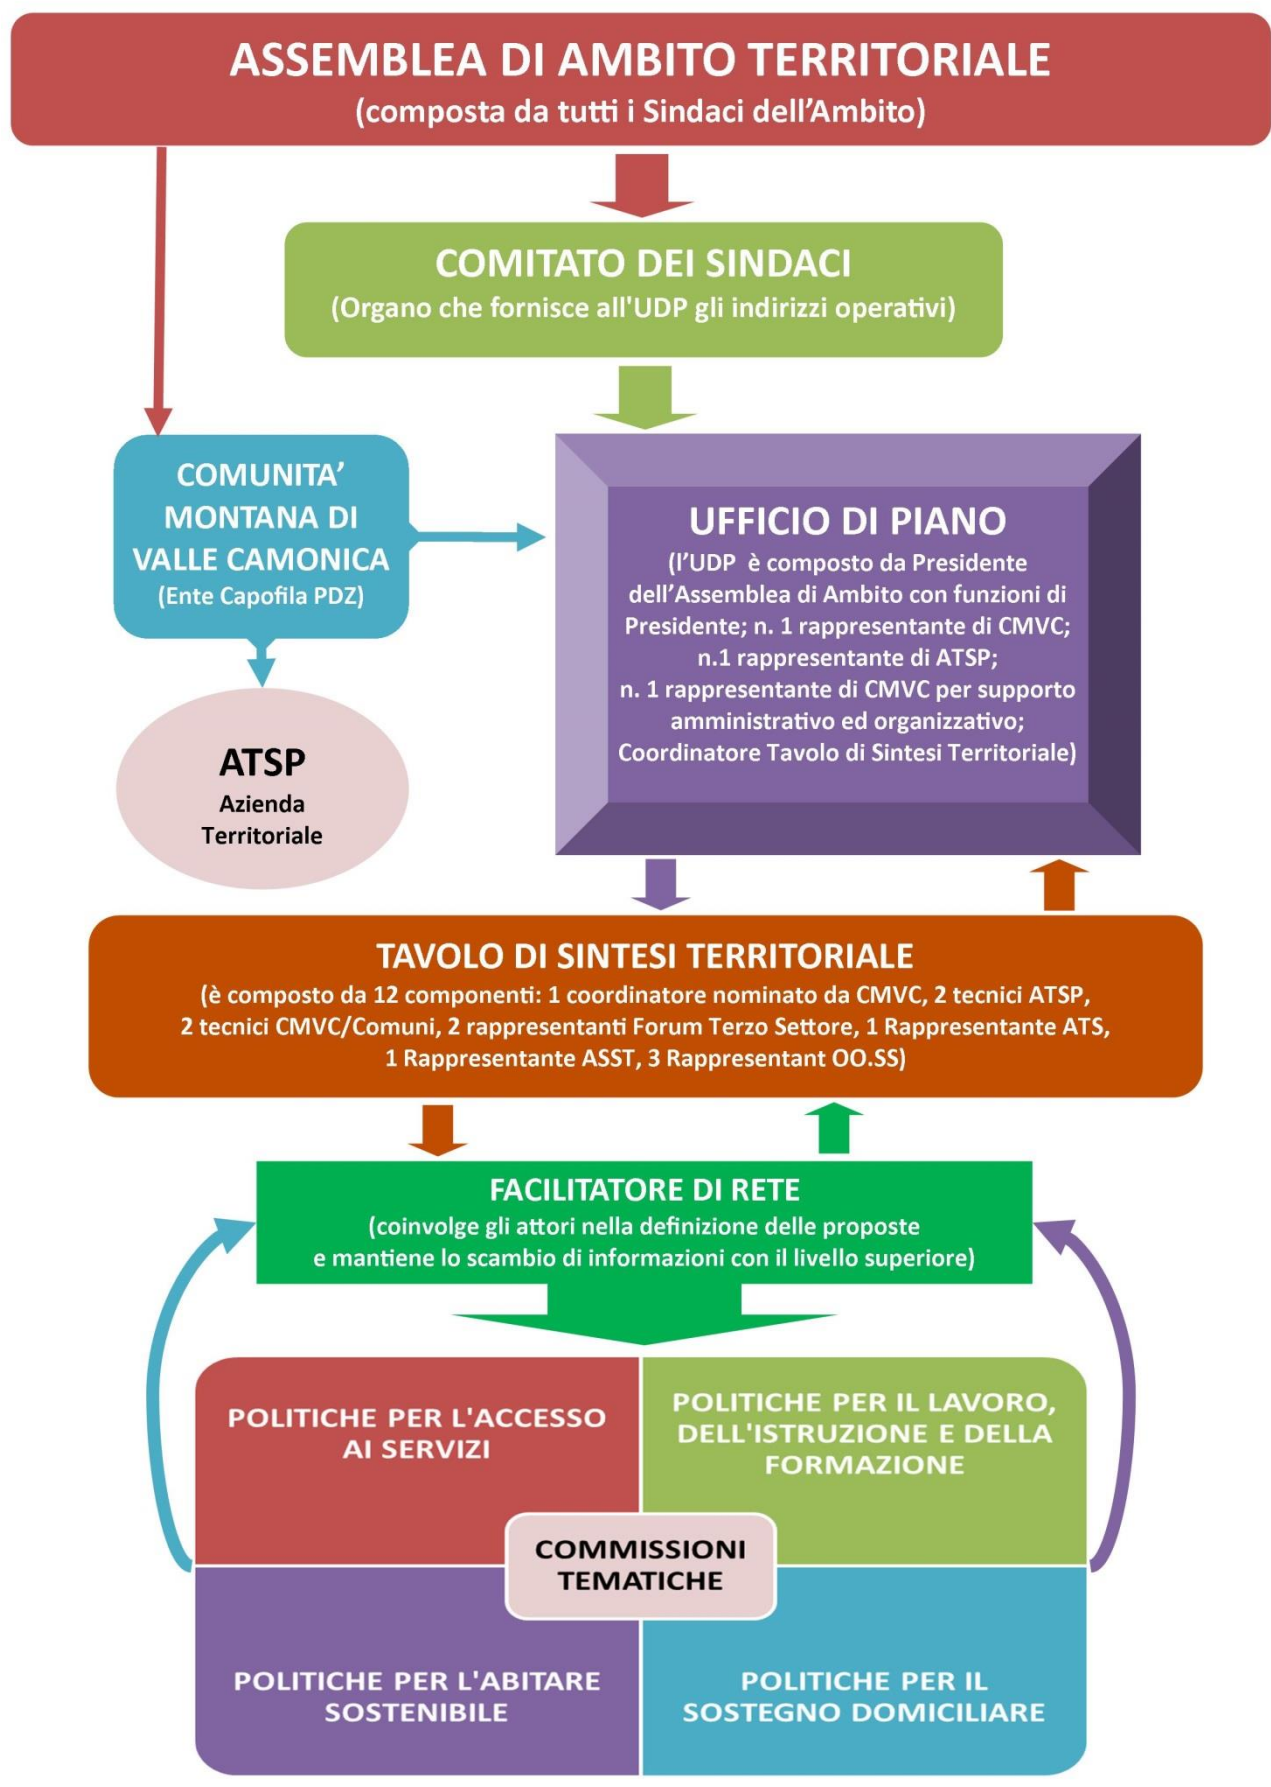 ASSEMBLEA DI AMBITO TERRITORIALE
(composta da tutti i Sindaci dell'Ambito)
COMITATO DEI SINDACI
(Organo che fornisce all'UDP gli indirizzi operativi)
COMUNITA'
MONTANA DI
VALLE CAMONICA
(Ente Capofila PDZ)
UFFICIO DI PIANO
(l'UDP è composto da Presidente
dell'Assemblea di Ambito con funzioni di
Presidente; n. 1 rappresentante di CMVC;
n.1 rappresentante di ATSP;
n. 1 rappresentante di CMVC per supporto
amministrativo ed organizzativo;
Coordinatore Tavolo di Sintesi Territoriale)
ATSP
Azienda
Territoriale
TAVOLO DI SINTESI TERRITORIALE
(è composto da 12 componenti: 1 coordinatore nominato da CMVC, 2 tecnici ATSP,
2 tecnici CMVC/Comuni, 2 rappresentanti Forum Terzo Settore, 1 Rappresentante ATS,
1 Rappresentante ASST, 3 Rappresentant OO.SS)
FACILITATORE DI RETE
(coinvolge gli attori nella definizione delle proposte
e mantiene lo scambio di informazioni con il livello superiore)
POLITICHE PER L'ACCESSO
AI SERVIZI
POLITICHE PER IL LAVORO,
DELL'ISTRUZIONE E DELLA
FORMAZIONE
COMMISSIONI
TEMATICHE
POLITICHE PER L'ABITARE
SOSTENIBILE
POLITICHE PER IL
SOSTEGNO DOMICILIARE